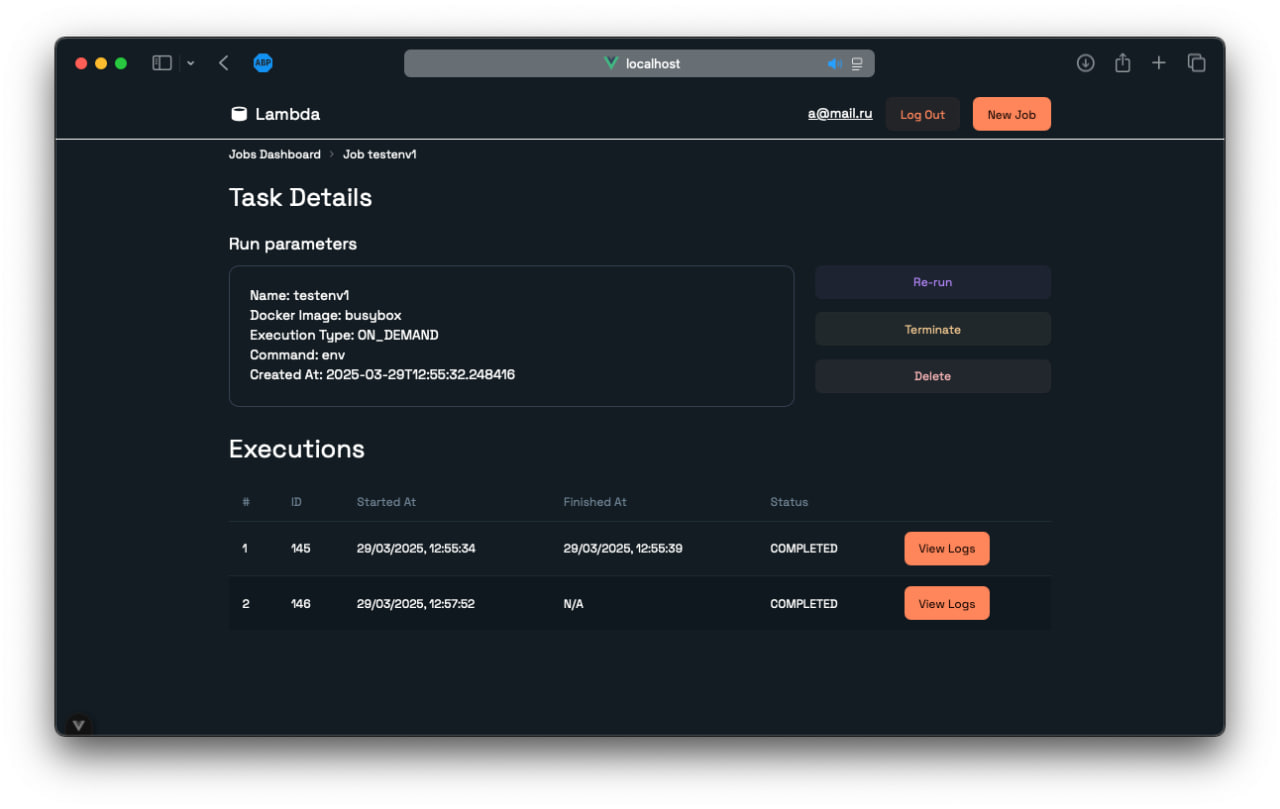 ABP
localhost
Lambda
a@mail.ru
Log Out
New Job
Jobs Dashboard > Job testenv1
Task Details
Run parameters
Name: testenv1
Docker Image: busybox
Execution Type: ON_DEMAND
Command: env
Created At: 2025-03-29T12:55:32.248416
Re-run
Terminate
Delete
Executions
# ID Started At Finished At Status
1 145 29/03/2025, 12:55:34 29/03/2025, 12:55:39 COMPLETED View Logs
2 146 29/03/2025, 12:57:52 N/A COMPLETED View Logs